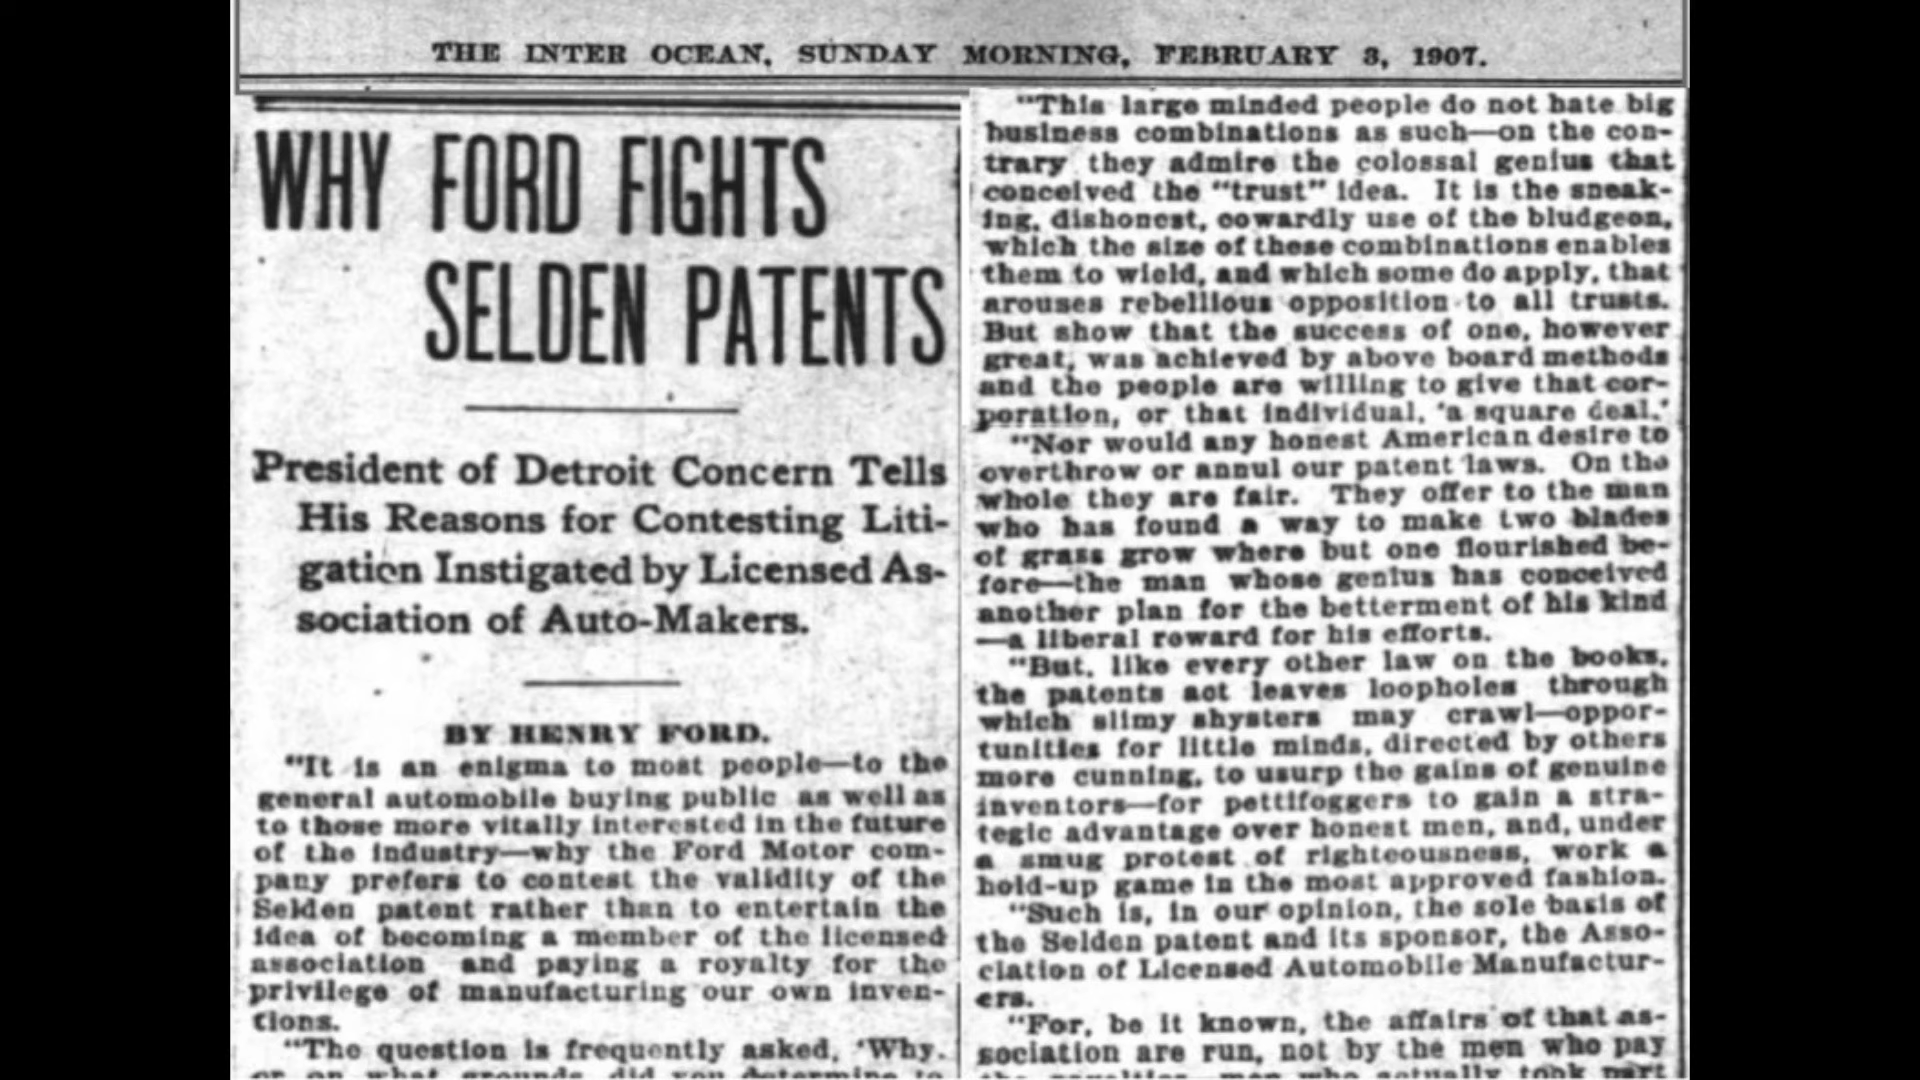 THE INTER OCEAN, SUNDAY MORNING, FEBRUARY 3, 1907.
WHY FORD FIGHTS
SELDEN PATENTS
President of Detroit Concern Tells
His Reasons for Contesting Liti-
gation Instigated by Licensed As-
sociation of Auto-Makers.
BY HENRY FORD.
"It is an enigma to most people—to the
general automobile buying public as well as
to those more vitally interested in the future
of the industry—why the Ford Motor com-
pany prefers to contest the validity of the
Selden patent rather than to entertain the
idea of becoming a member of the licensed
association and paying a royalty for the
privilege of manufacturing our own inven-
tions.
"The question is frequently asked, 'Why,
or on what grounds, did you determine to
"This large minded people do not hate big
business combinations as such—on the con-
trary they admire the colossal genius that
conceived the "trust" idea. It is the sneak-
ing, dishonest, cowardly use of the bludgeon,
which the size of these combinations enables
them to wield, and which some do apply, that
arouses rebellious opposition to all trusts.
But show that the success of one, however
great, was achieved by above board methods
and the people are willing to give that cor-
poration, or that individual, 'a square deal.'
"Nor would any honest American desire to
overthrow or annul our patent laws. On the
whole they are fair. They offer to the man
who has found a way to make two blades
of grass grow where but one flourished be-
fore—the man whose genius has conceived
another plan for the betterment of his kind
—a liberal reward for his efforts.
"But, like every other law on the books,
the patents act leaves loopholes through
which slimy shysters may crawl—oppor-
tunities for little minds, directed by others
more cunning, to usurp the gains of genuine
inventors—for pettifoggers to gain a stra-
tegic advantage over honest men, and, under
a smug protest of righteousness, work a
hold-up game in the most approved fashion.
"Such is, in our opinion, the sole basis of
the Selden patent and its sponsor, the Asso-
ciation of Licensed Automobile Manufactur-
ers.
"For, be it known, the affairs of that as-
sociation are run, not by the men who pay
the royalties—men who actually took part